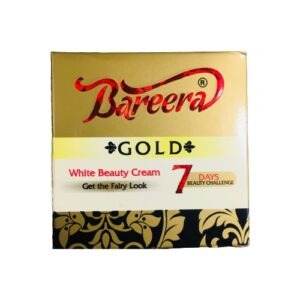 Bareera®
GOLD
White Beauty Cream
Get the Fairy Look
7 DAYS
BEAUTY CHALLENGE